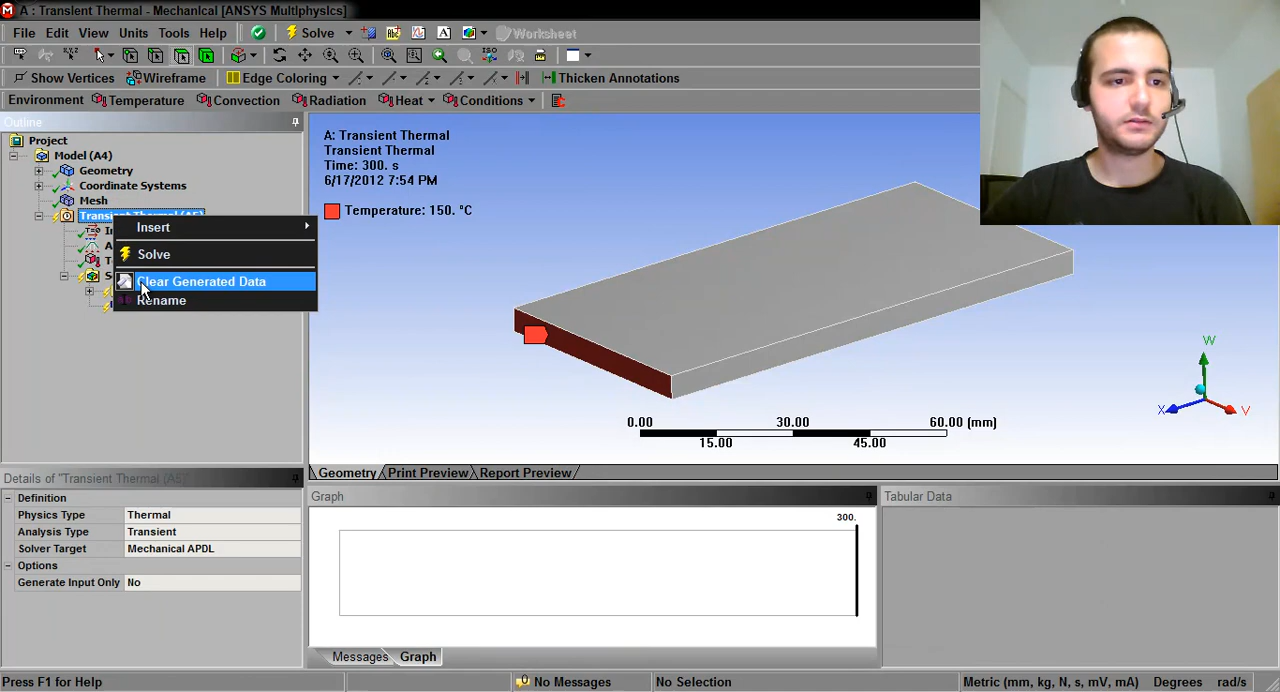 A : Transient Thermal - Mechanical [ANSYS Multiphysics]
File Edit View Units Tools Help Solve Worksheet
Show Vertices Wireframe Edge Coloring Thicken Annotations
Environment Temperature Convection Radiation Heat Conditions
Outline
Project
Model (A4)
Geometry
Coordinate Systems
Mesh
Transient Thermal (A5)
Insert
Solve
Clear Generated Data
Rename
A: Transient Thermal
Transient Thermal
Time: 300. s
6/17/2012 7:54 PM
Temperature: 150. °C
W
X
V
0.00 30.00 60.00 (mm)
15.00 45.00
Geometry Print Preview Report Preview
Details of "Transient Thermal (A5)"
Definition
Physics Type Thermal
Analysis Type Transient
Solver Target Mechanical APDL
Options
Generate Input Only No
Graph
300.
Messages Graph
Tabular Data
Press F1 for Help No Messages No Selection Metric (mm, kg, N, s, mV, mA) Degrees rad/s